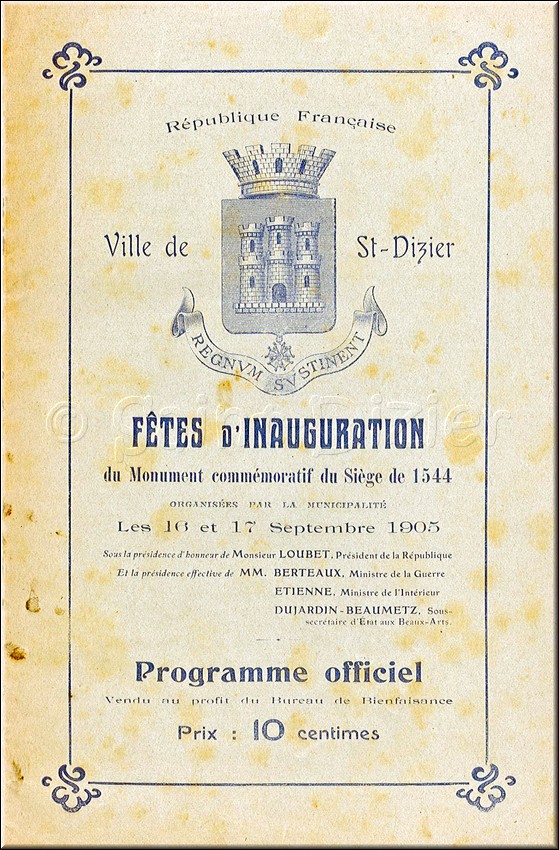 République Française
Ville de St-Dizier
REGNVM SVSTINENT
FÊTES D'INAUGURATION
du Monument commémoratif du Siège de 1544
ORGANISÉES PAR LA MUNICIPALITÉ
Les 16 et 17 Septembre 1905
Sous la présidence d'honneur de Monsieur LOUBET, Président de la République
Et la présidence effective de MM. BERTEAUX, Ministre de la Guerre
ETIENNE, Ministre de l'Intérieur
DUJARDIN-BEAUMETZ, Sous-
secrétaire d'État aux Beaux-Arts.
Programme officiel
Vendu au profit du Bureau de Bienfaisance
Prix : 10 centimes
© Saint-Dizier